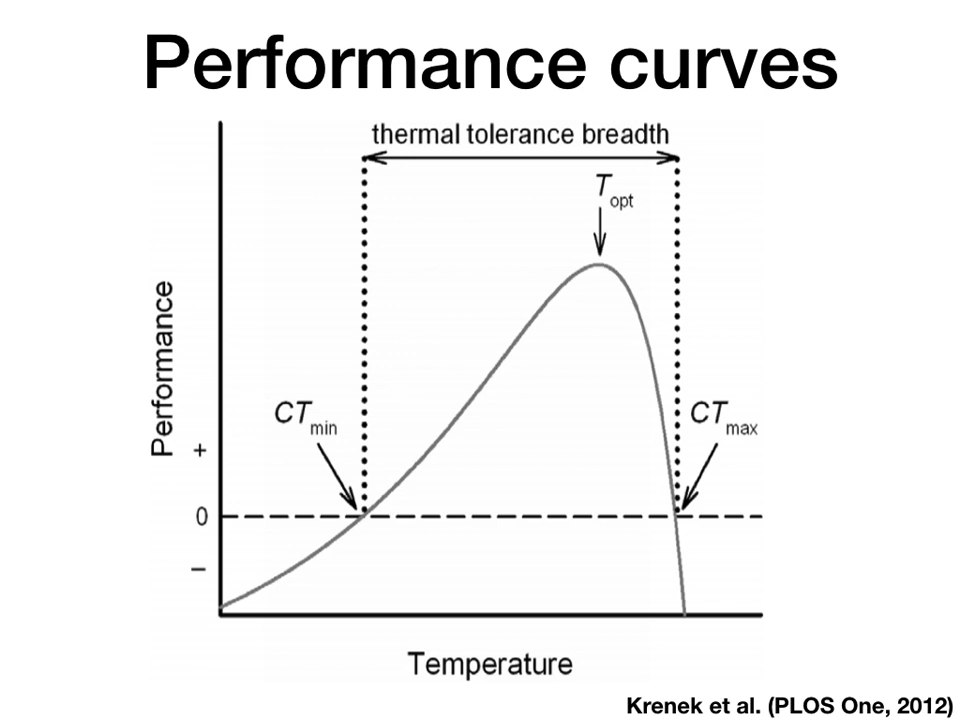 Performance curves
thermal tolerance breadth
Topt
Performance
CTmin
CTmax
+
0
–
Temperature
Krenek et al. (PLOS One, 2012)